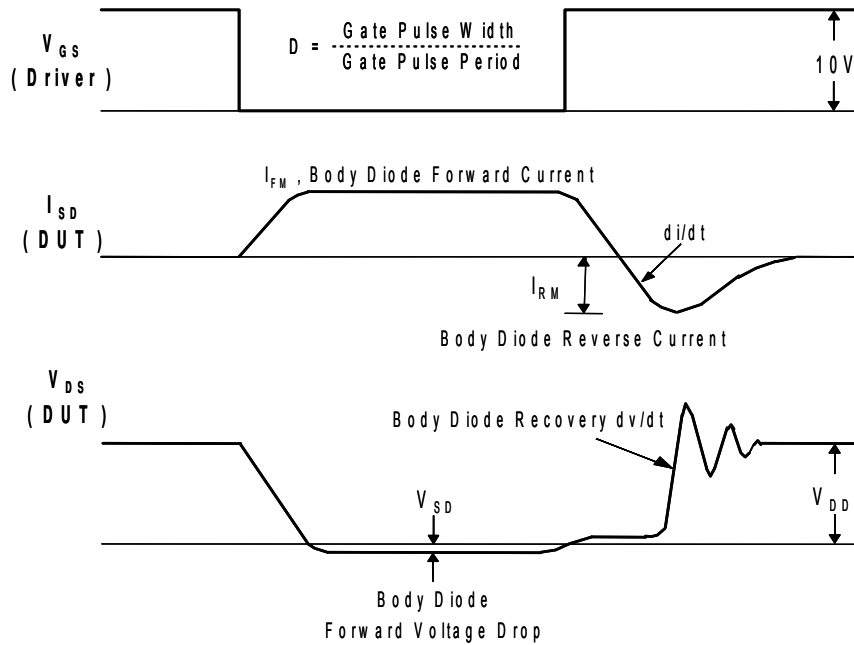 V GS
( Driver )
D = Gate Pulse Width
Gate Pulse Period
10V
I FM , Body Diode Forward Current
I SD
( DUT )
di/dt
I RM
Body Diode Reverse Current
V DS
( DUT )
Body Diode Recovery dv/dt
V SD
V DD
Body Diode
Forward Voltage Drop